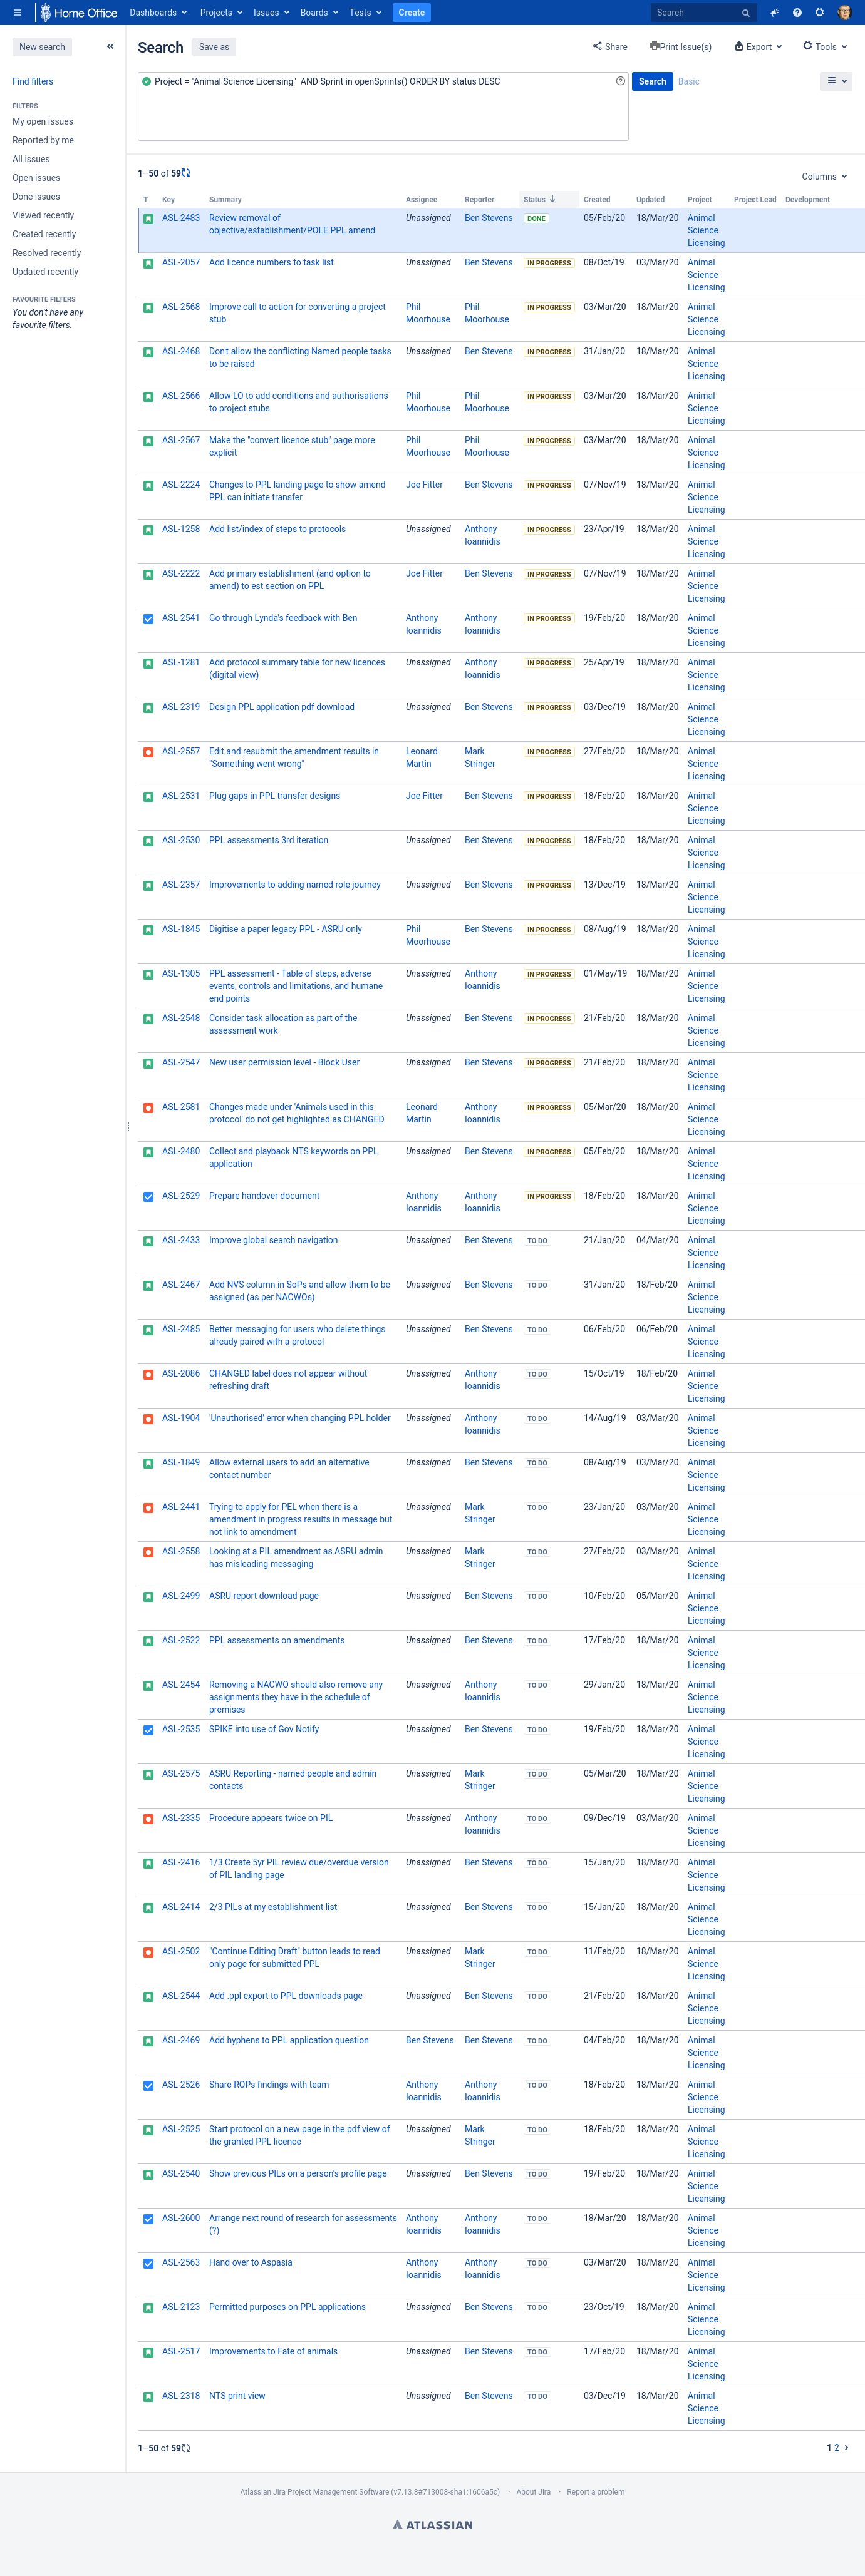 Home Office Dashboards Projects Issues Boards Tests Create Search
New search
Find filters
FILTERS
My open issues
Reported by me
All issues
Open issues
Done issues
Viewed recently
Created recently
Resolved recently
Updated recently
FAVOURITE FILTERS
You don't have any
favourite filters.
Search Save as Share Print Issue(s) Export Tools
Project = "Animal Science Licensing" AND Sprint in openSprints() ORDER BY status DESC
Search Basic
1–50 of 59
Columns
T Key Summary Assignee Reporter Status Created Updated Project Project Lead Development
ASL-2483 Review removal of objective/establishment/POLE PPL amend Unassigned Ben Stevens DONE 05/Feb/20 18/Mar/20 Animal Science Licensing
ASL-2057 Add licence numbers to task list Unassigned Ben Stevens IN PROGRESS 08/Oct/19 03/Mar/20 Animal Science Licensing
ASL-2568 Improve call to action for converting a project stub Phil Moorhouse Phil Moorhouse IN PROGRESS 03/Mar/20 18/Mar/20 Animal Science Licensing
ASL-2468 Don't allow the conflicting Named people tasks to be raised Unassigned Ben Stevens IN PROGRESS 31/Jan/20 18/Mar/20 Animal Science Licensing
ASL-2566 Allow LO to add conditions and authorisations to project stubs Phil Moorhouse Phil Moorhouse IN PROGRESS 03/Mar/20 18/Mar/20 Animal Science Licensing
ASL-2567 Make the "convert licence stub" page more explicit Phil Moorhouse Phil Moorhouse IN PROGRESS 03/Mar/20 18/Mar/20 Animal Science Licensing
ASL-2224 Changes to PPL landing page to show amend PPL can initiate transfer Joe Fitter Ben Stevens IN PROGRESS 07/Nov/19 18/Mar/20 Animal Science Licensing
ASL-1258 Add list/index of steps to protocols Unassigned Anthony Ioannidis IN PROGRESS 23/Apr/19 18/Mar/20 Animal Science Licensing
ASL-2222 Add primary establishment (and option to amend) to est section on PPL Joe Fitter Ben Stevens IN PROGRESS 07/Nov/19 18/Mar/20 Animal Science Licensing
ASL-2541 Go through Lynda's feedback with Ben Anthony Ioannidis Anthony Ioannidis IN PROGRESS 19/Feb/20 18/Mar/20 Animal Science Licensing
ASL-1281 Add protocol summary table for new licences (digital view) Unassigned Anthony Ioannidis IN PROGRESS 25/Apr/19 18/Mar/20 Animal Science Licensing
ASL-2319 Design PPL application pdf download Unassigned Ben Stevens IN PROGRESS 03/Dec/19 18/Mar/20 Animal Science Licensing
ASL-2557 Edit and resubmit the amendment results in "Something went wrong" Leonard Martin Mark Stringer IN PROGRESS 27/Feb/20 18/Mar/20 Animal Science Licensing
ASL-2531 Plug gaps in PPL transfer designs Joe Fitter Ben Stevens IN PROGRESS 18/Feb/20 18/Mar/20 Animal Science Licensing
ASL-2530 PPL assessments 3rd iteration Unassigned Ben Stevens IN PROGRESS 18/Feb/20 18/Mar/20 Animal Science Licensing
ASL-2357 Improvements to adding named role journey Unassigned Ben Stevens IN PROGRESS 13/Dec/19 18/Mar/20 Animal Science Licensing
ASL-1845 Digitise a paper legacy PPL - ASRU only Phil Moorhouse Ben Stevens IN PROGRESS 08/Aug/19 18/Mar/20 Animal Science Licensing
ASL-1305 PPL assessment - Table of steps, adverse events, controls and limitations, and humane end points Unassigned Anthony Ioannidis IN PROGRESS 01/May/19 18/Mar/20 Animal Science Licensing
ASL-2548 Consider task allocation as part of the assessment work Unassigned Ben Stevens IN PROGRESS 21/Feb/20 18/Mar/20 Animal Science Licensing
ASL-2547 New user permission level - Block User Unassigned Ben Stevens IN PROGRESS 21/Feb/20 18/Mar/20 Animal Science Licensing
ASL-2581 Changes made under 'Animals used in this protocol' do not get highlighted as CHANGED Leonard Martin Anthony Ioannidis IN PROGRESS 05/Mar/20 18/Mar/20 Animal Science Licensing
ASL-2480 Collect and playback NTS keywords on PPL application Unassigned Ben Stevens IN PROGRESS 05/Feb/20 18/Mar/20 Animal Science Licensing
ASL-2529 Prepare handover document Anthony Ioannidis Anthony Ioannidis IN PROGRESS 18/Feb/20 18/Mar/20 Animal Science Licensing
ASL-2433 Improve global search navigation Unassigned Ben Stevens TO DO 21/Jan/20 04/Mar/20 Animal Science Licensing
ASL-2467 Add NVS column in SoPs and allow them to be assigned (as per NACWOs) Unassigned Ben Stevens TO DO 31/Jan/20 18/Feb/20 Animal Science Licensing
ASL-2485 Better messaging for users who delete things already paired with a protocol Unassigned Ben Stevens TO DO 06/Feb/20 06/Feb/20 Animal Science Licensing
ASL-2086 CHANGED label does not appear without refreshing draft Unassigned Anthony Ioannidis TO DO 15/Oct/19 18/Feb/20 Animal Science Licensing
ASL-1904 'Unauthorised' error when changing PPL holder Unassigned Anthony Ioannidis TO DO 14/Aug/19 03/Mar/20 Animal Science Licensing
ASL-1849 Allow external users to add an alternative contact number Unassigned Ben Stevens TO DO 08/Aug/19 03/Mar/20 Animal Science Licensing
ASL-2441 Trying to apply for PEL when there is a amendment in progress results in message but not link to amendment Unassigned Mark Stringer TO DO 23/Jan/20 03/Mar/20 Animal Science Licensing
ASL-2558 Looking at a PIL amendment as ASRU admin has misleading messaging Unassigned Mark Stringer TO DO 27/Feb/20 03/Mar/20 Animal Science Licensing
ASL-2499 ASRU report download page Unassigned Ben Stevens TO DO 10/Feb/20 05/Mar/20 Animal Science Licensing
ASL-2522 PPL assessments on amendments Unassigned Ben Stevens TO DO 17/Feb/20 18/Mar/20 Animal Science Licensing
ASL-2454 Removing a NACWO should also remove any assignments they have in the schedule of premises Unassigned Anthony Ioannidis TO DO 29/Jan/20 18/Mar/20 Animal Science Licensing
ASL-2535 SPIKE into use of Gov Notify Unassigned Ben Stevens TO DO 19/Feb/20 18/Mar/20 Animal Science Licensing
ASL-2575 ASRU Reporting - named people and admin contacts Unassigned Mark Stringer TO DO 05/Mar/20 18/Mar/20 Animal Science Licensing
ASL-2335 Procedure appears twice on PIL Unassigned Anthony Ioannidis TO DO 09/Dec/19 03/Mar/20 Animal Science Licensing
ASL-2416 1/3 Create 5yr PIL review due/overdue version of PIL landing page Unassigned Ben Stevens TO DO 15/Jan/20 18/Mar/20 Animal Science Licensing
ASL-2414 2/3 PILs at my establishment list Unassigned Ben Stevens TO DO 15/Jan/20 18/Mar/20 Animal Science Licensing
ASL-2502 "Continue Editing Draft" button leads to read only page for submitted PPL Unassigned Mark Stringer TO DO 11/Feb/20 18/Mar/20 Animal Science Licensing
ASL-2544 Add .ppl export to PPL downloads page Unassigned Ben Stevens TO DO 21/Feb/20 18/Mar/20 Animal Science Licensing
ASL-2469 Add hyphens to PPL application question Ben Stevens Ben Stevens TO DO 04/Feb/20 18/Mar/20 Animal Science Licensing
ASL-2526 Share ROPs findings with team Anthony Ioannidis Anthony Ioannidis TO DO 18/Feb/20 18/Mar/20 Animal Science Licensing
ASL-2525 Start protocol on a new page in the pdf view of the granted PPL licence Unassigned Mark Stringer TO DO 18/Feb/20 18/Mar/20 Animal Science Licensing
ASL-2540 Show previous PILs on a person's profile page Unassigned Ben Stevens TO DO 19/Feb/20 18/Mar/20 Animal Science Licensing
ASL-2600 Arrange next round of research for assessments (?) Anthony Ioannidis Anthony Ioannidis TO DO 18/Mar/20 18/Mar/20 Animal Science Licensing
ASL-2563 Hand over to Aspasia Anthony Ioannidis Anthony Ioannidis TO DO 03/Mar/20 18/Mar/20 Animal Science Licensing
ASL-2123 Permitted purposes on PPL applications Unassigned Ben Stevens TO DO 23/Oct/19 18/Mar/20 Animal Science Licensing
ASL-2517 Improvements to Fate of animals Unassigned Ben Stevens TO DO 17/Feb/20 18/Mar/20 Animal Science Licensing
ASL-2318 NTS print view Unassigned Ben Stevens TO DO 03/Dec/19 18/Mar/20 Animal Science Licensing
1–50 of 59
1 2
Atlassian Jira Project Management Software (v7.13.8#713008-sha1:1606a5c) · About Jira · Report a problem
ATLASSIAN